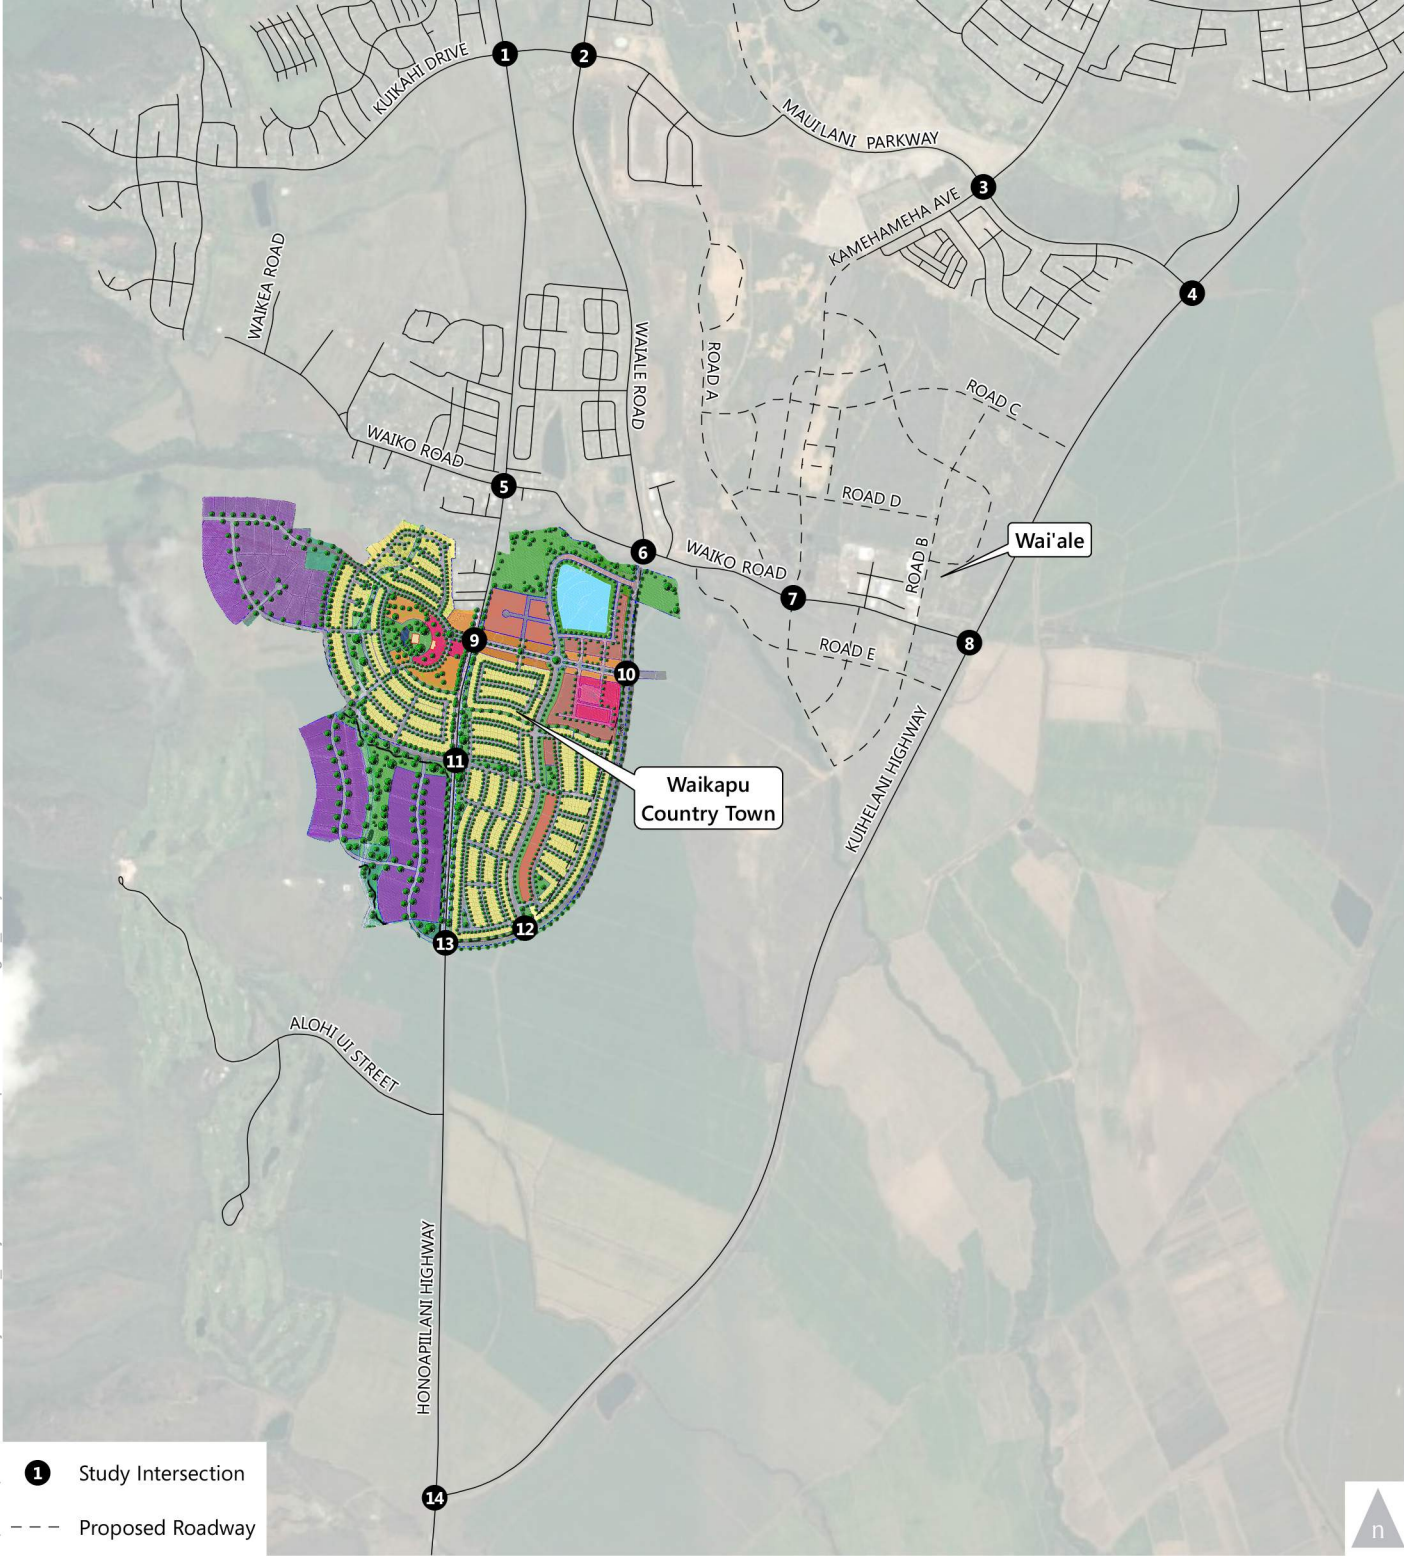 1
2
KUIKAHI DRIVE
MAUI LANI PARKWAY
3
KAMEHAMEHA AVE
4
WAIKEA ROAD
WAIALE ROAD
ROAD A
ROAD C
WAIKO ROAD
5
ROAD D
Wai'ale
6
WAIKO ROAD
ROAD B
7
8
9
ROAD E
10
KUIHELANI HIGHWAY
11
Waikapu
Country Town
12
13
ALOHI UI STREET
HONOAPIILANI HIGHWAY
14
1 Study Intersection
Proposed Roadway
n